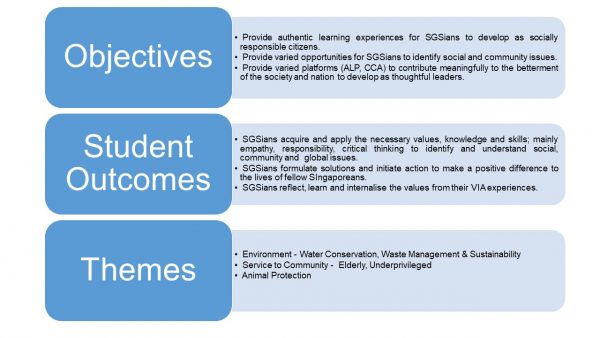 Objectives
• Provide authentic learning experiences for SGSians to develop as socially
responsible citizens.
• Provide varied opportunities for SGSians to identify social and community issues.
• Provide varied platforms (ALP, CCA) to contribute meaningfully to the betterment
of the society and nation to develop as thoughtful leaders.
Student
Outcomes
• SGSians acquire and apply the necessary values, knowledge and skills; mainly
empathy, responsibility, critical thinking to identify and understand social,
community and global issues.
• SGSians formulate solutions and initiate action to make a positive difference to
the lives of fellow SIngaporeans.
• SGSians reflect, learn and internalise the values from their VIA experiences.
Themes
• Environment - Water Conservation, Waste Management & Sustainability
• Service to Community - Elderly, Underprivileged
• Animal Protection